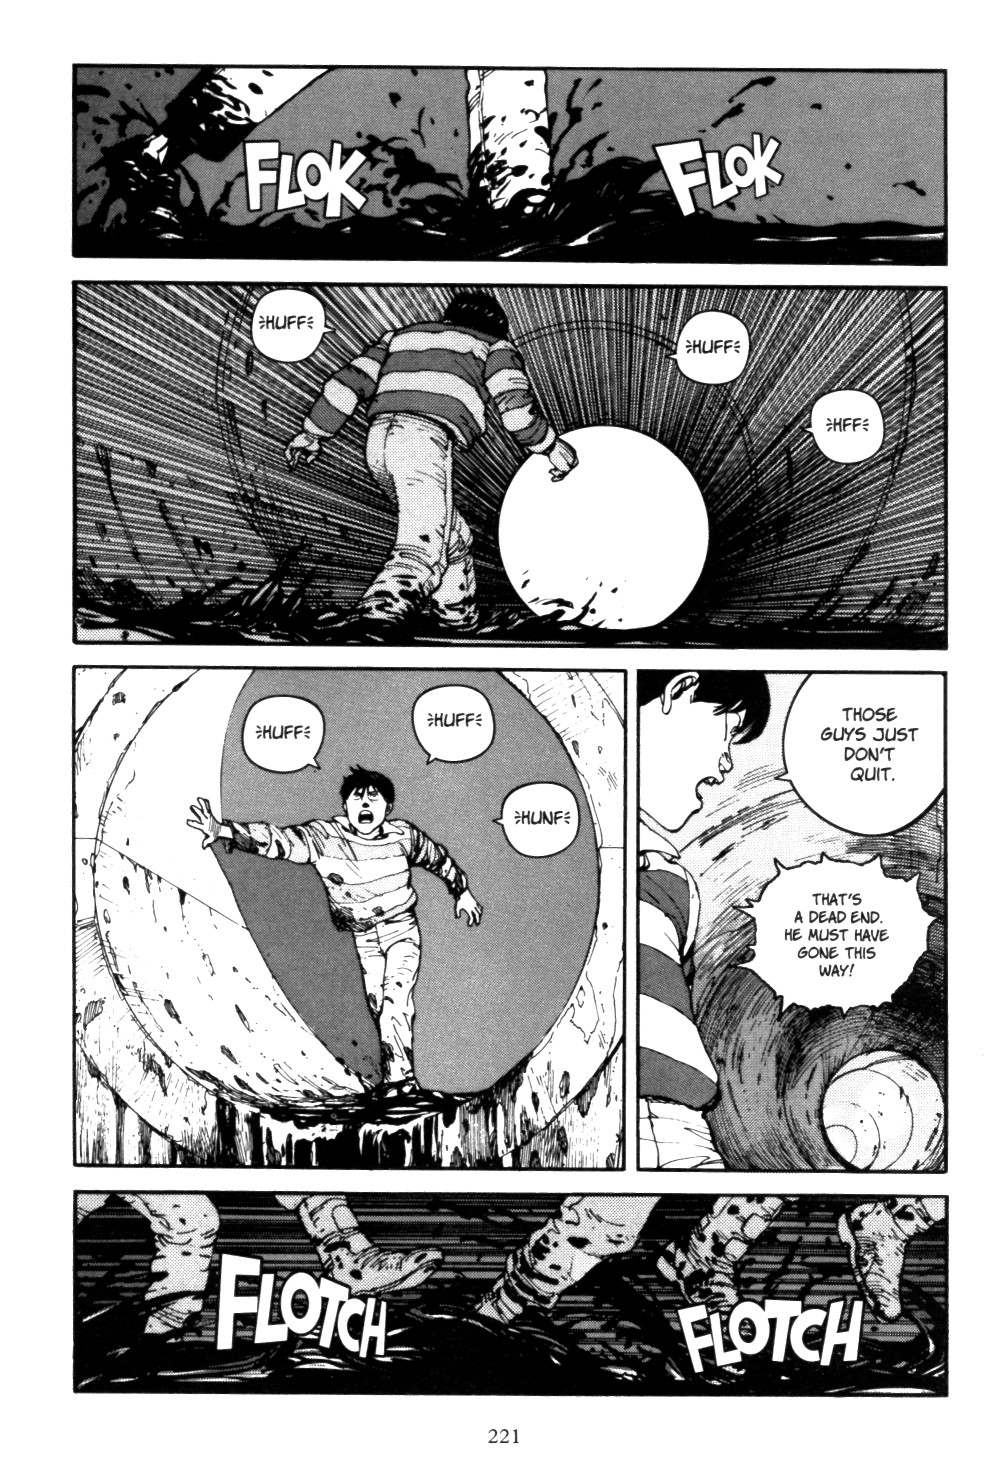 FLOK
FLOK
HUFF
HUFF
HFF
HUFF
HUFF
HUNF
THOSE
GUYS JUST
DON'T
QUIT.
THAT'S
A DEAD END.
HE MUST HAVE
GONE THIS
WAY!
FLOTCH
FLOTCH
221